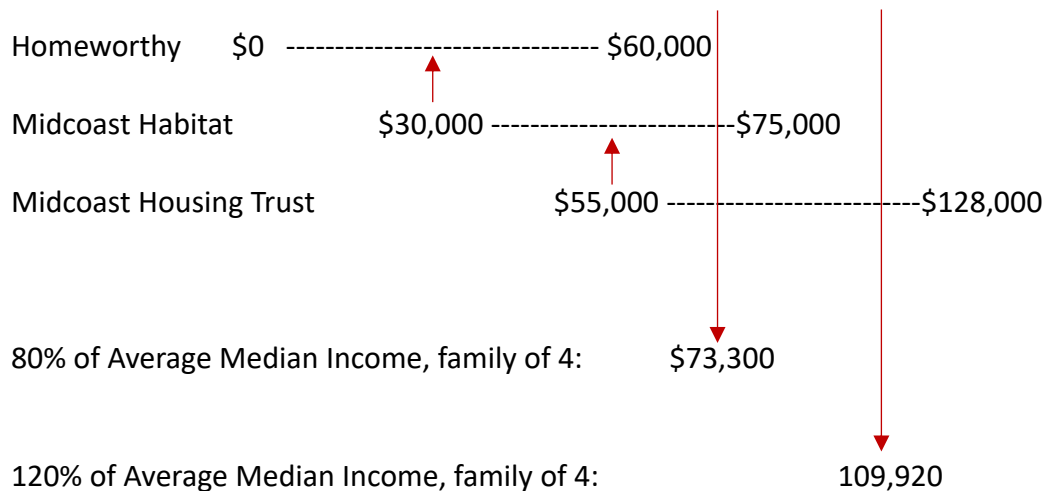 Homeworthy $0 ------------------------------- $60,000
Midcoast Habitat $30,000 ------------------------$75,000
Midcoast Housing Trust $55,000 -------------------------$128,000
80% of Average Median Income, family of 4: $73,300
120% of Average Median Income, family of 4: 109,920